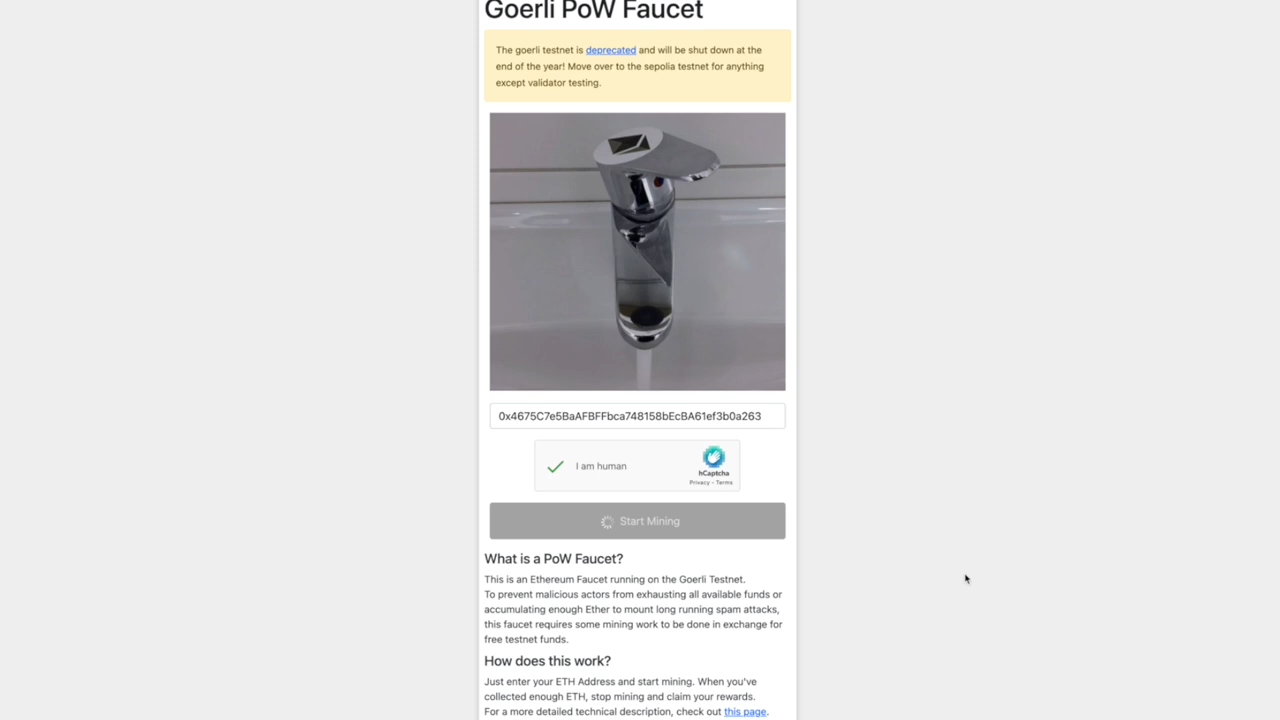 Goerli PoW Faucet
The goerli testnet is deprecated and will be shut down at the
end of the year! Move over to the sepolia testnet for anything
except validator testing.
0x4675C7e5BaAFBFFbca748158bEcBA61ef3b0a263
I am human
hCaptcha
Privacy - Terms
Start Mining
What is a PoW Faucet?
This is an Ethereum Faucet running on the Goerli Testnet.
To prevent malicious actors from exhausting all available funds or
accumulating enough Ether to mount long running spam attacks,
this faucet requires some mining work to be done in exchange for
free testnet funds.
How does this work?
Just enter your ETH Address and start mining. When you've
collected enough ETH, stop mining and claim your rewards.
For a more detailed technical description, check out this page.